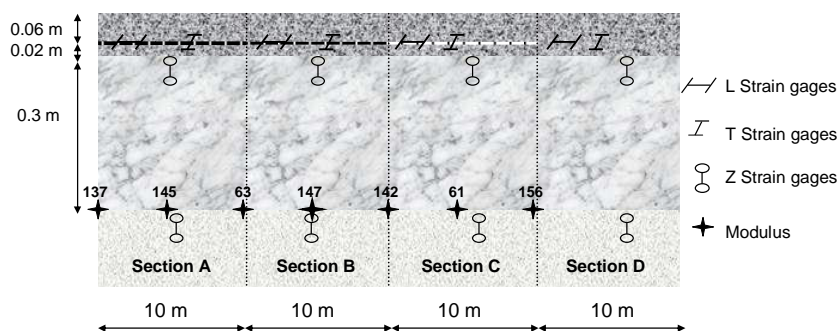 0.06 m
0.02 m
0.3 m
L Strain gages
T Strain gages
Z Strain gages
Modulus
137 145 63 147 142 61 156
Section A Section B Section C Section D
10 m 10 m 10 m 10 m